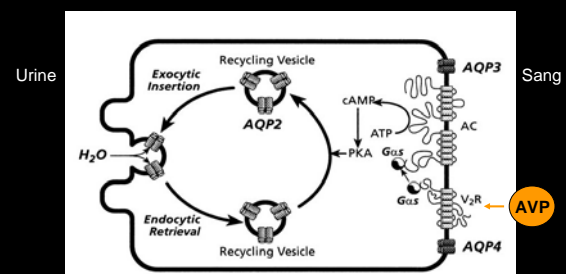 Urine
Sang
Recycling Vesicle
Exocytic
Insertion
AQP2
H₂O
Endocytic
Retrieval
Recycling Vesicle
cAMP
ATP
PKA
Gαs
Gαs
AC
V₂R
AQP3
AQP4
AVP